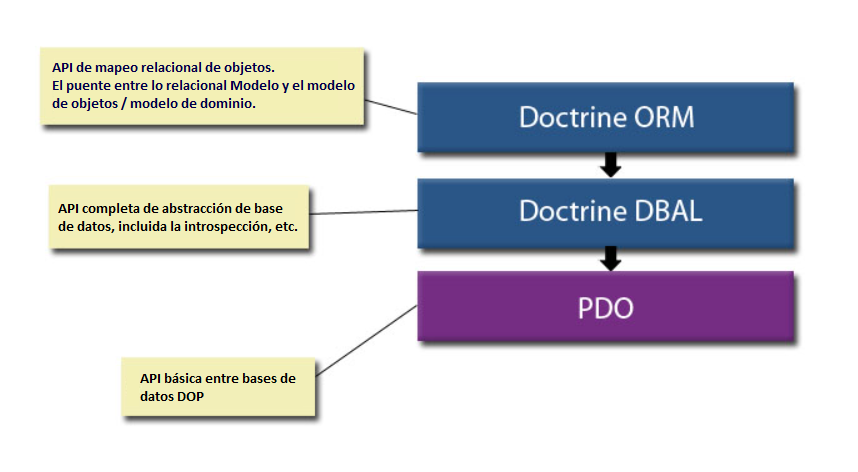 API de mapeo relacional de objetos.
El puente entre lo relacional Modelo y el modelo
de objetos / modelo de dominio.
Doctrine ORM
API completa de abstracción de base
de datos, incluida la introspección, etc.
Doctrine DBAL
PDO
API básica entre bases de
datos DOP